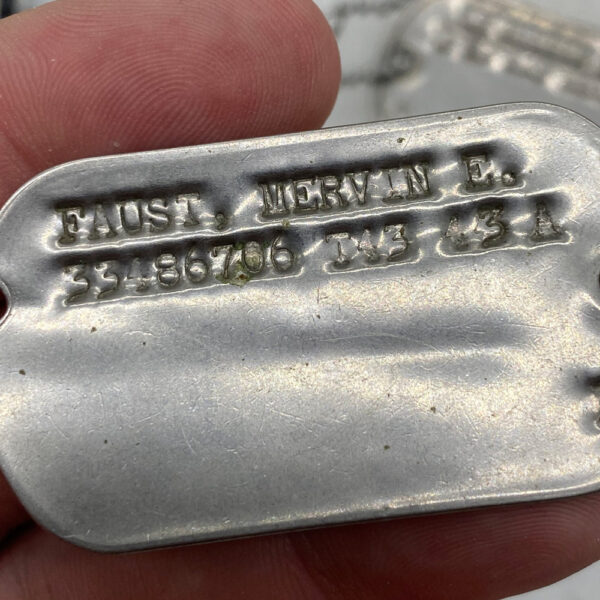 FAUST, MERVIN E.
33486706 T43 43 A